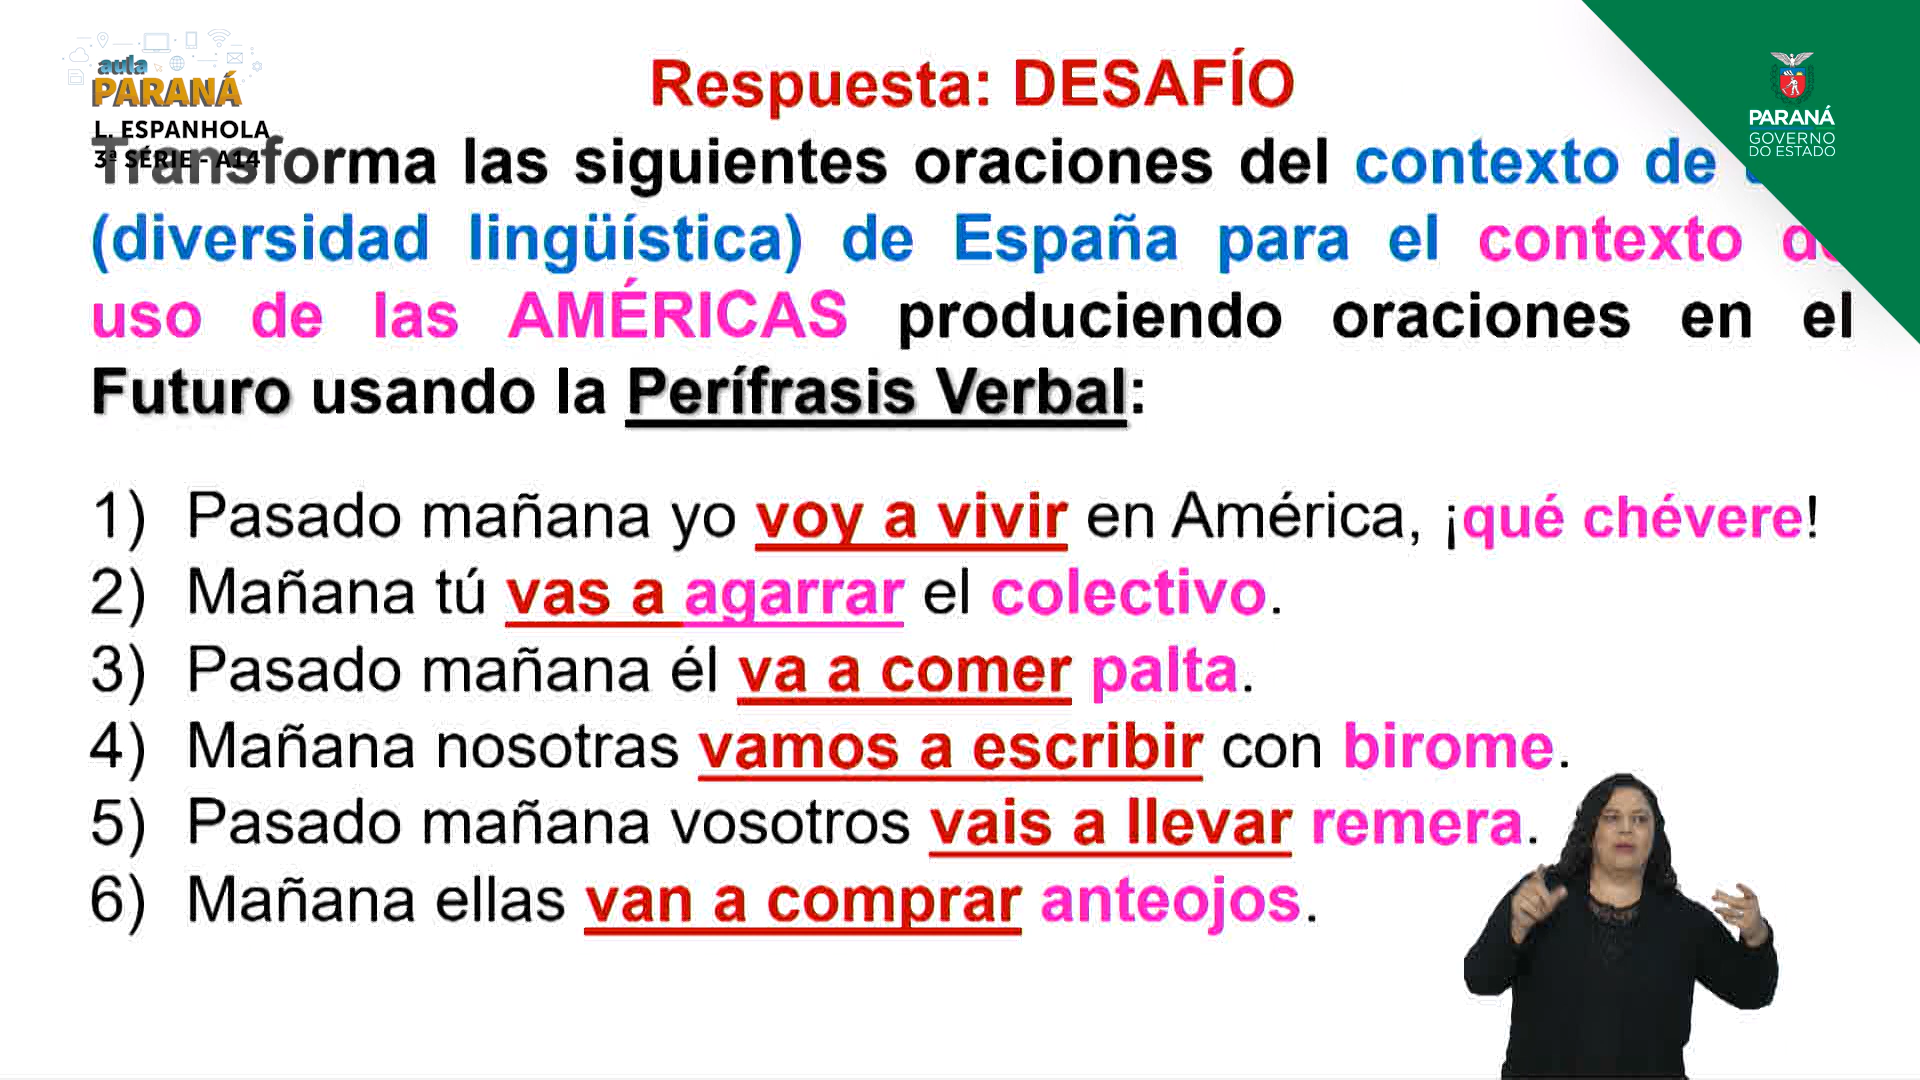 aula
PARANÁ
L. ESPANHOLA
3ª SÉRIE - A14
PARANÁ
GOVERNO
DO ESTADO
Respuesta: DESAFÍO
Transforma las siguientes oraciones del contexto de
(diversidad lingüística) de España para el contexto de
uso de las AMÉRICAS produciendo oraciones en el
Futuro usando la Perífrasis Verbal:
1) Pasado mañana yo voy a vivir en América, ¡qué chévere!
2) Mañana tú vas a agarrar el colectivo.
3) Pasado mañana él va a comer palta.
4) Mañana nosotras vamos a escribir con birome.
5) Pasado mañana vosotros vais a llevar remera.
6) Mañana ellas van a comprar anteojos.